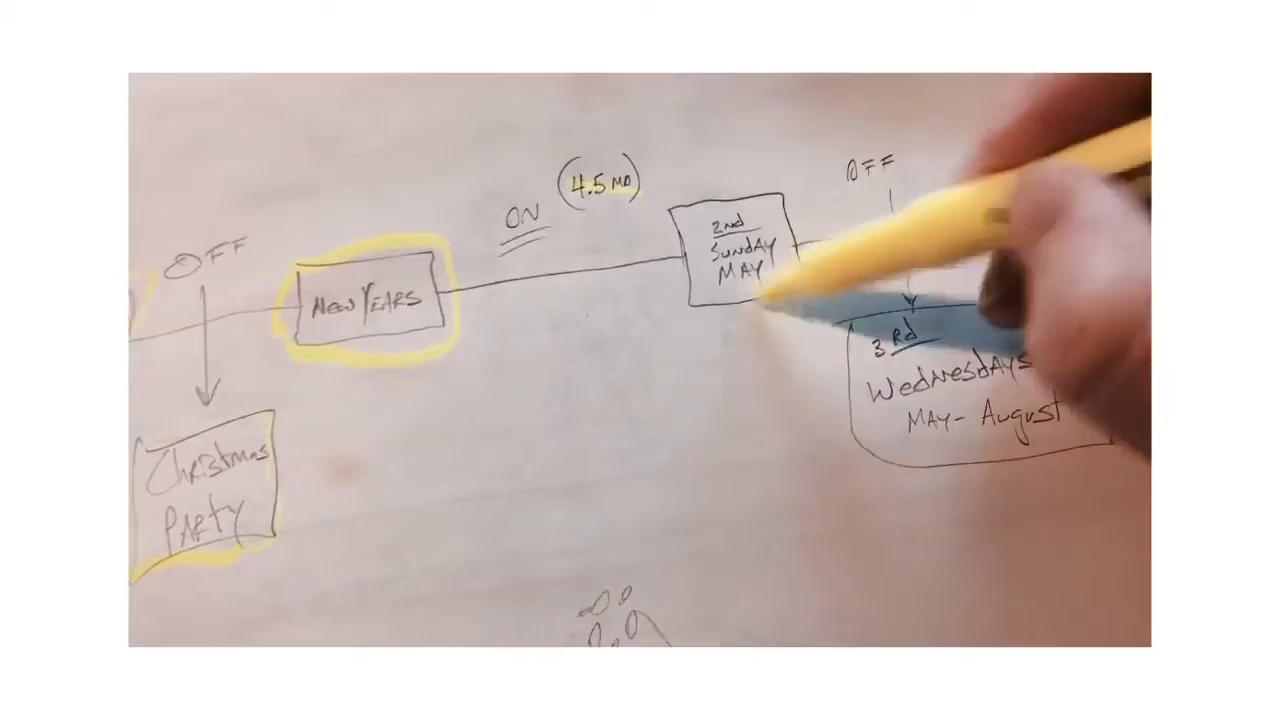 OFF
Christmas
Party
New Years
ON
(4.5 MO)
2nd
Sunday
May
OFF
3rd
Wednesdays
May - August